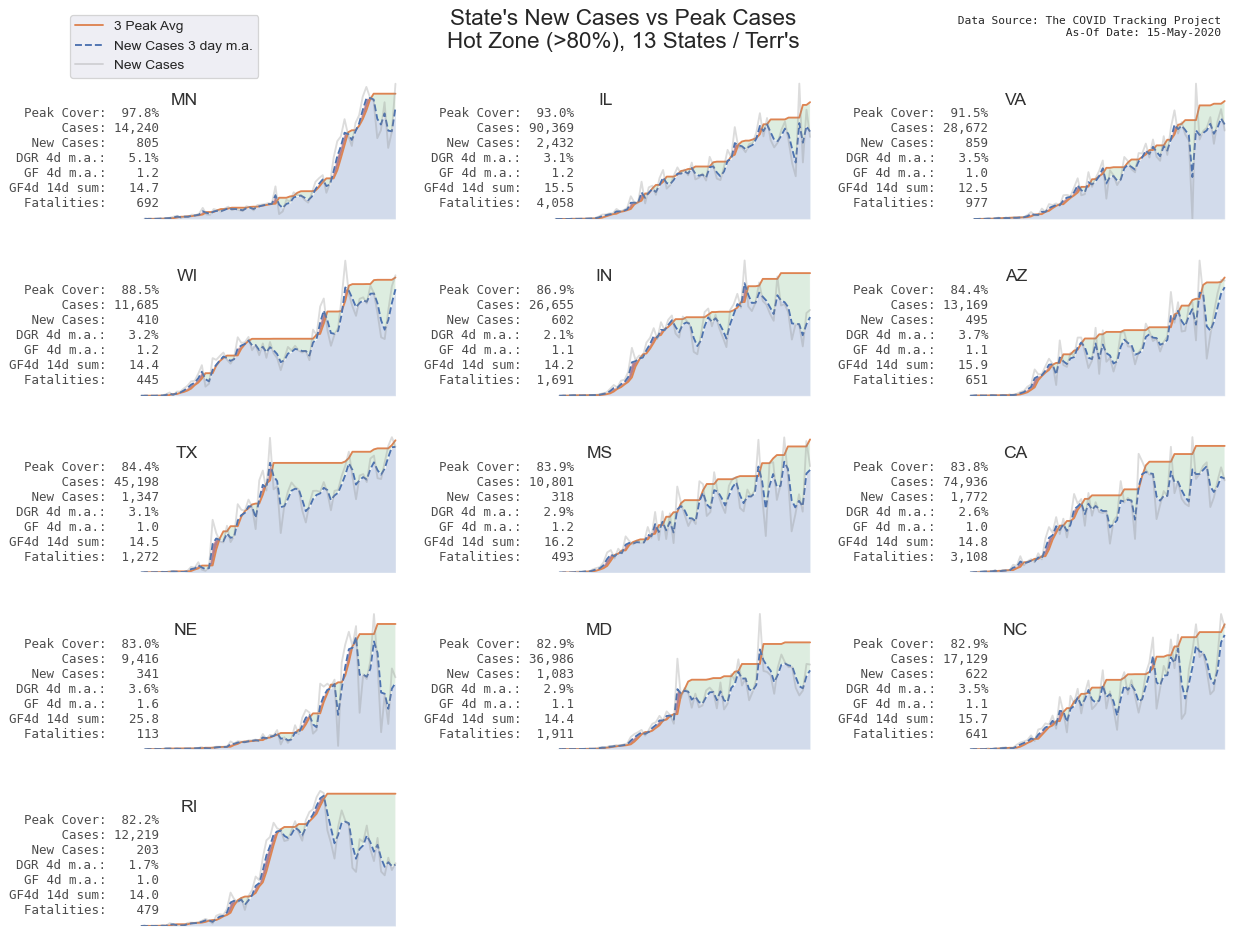 3 Peak Avg
New Cases 3 day m.a.
New Cases
State's New Cases vs Peak Cases
Hot Zone (>80%), 13 States / Terr's
Data Source: The COVID Tracking Project
As-Of Date: 15-May-2020
MN
Peak Cover: 97.8%
Cases: 14,240
New Cases: 805
DGR 4d m.a.: 5.1%
GF 4d m.a.: 1.2
GF4d 14d sum: 14.7
Fatalities: 692
IL
Peak Cover: 93.0%
Cases: 90,369
New Cases: 2,432
DGR 4d m.a.: 3.1%
GF 4d m.a.: 1.2
GF4d 14d sum: 15.5
Fatalities: 4,058
VA
Peak Cover: 91.5%
Cases: 28,672
New Cases: 859
DGR 4d m.a.: 3.5%
GF 4d m.a.: 1.0
GF4d 14d sum: 12.5
Fatalities: 977
WI
Peak Cover: 88.5%
Cases: 11,685
New Cases: 410
DGR 4d m.a.: 3.2%
GF 4d m.a.: 1.2
GF4d 14d sum: 14.4
Fatalities: 445
IN
Peak Cover: 86.9%
Cases: 26,655
New Cases: 602
DGR 4d m.a.: 2.1%
GF 4d m.a.: 1.1
GF4d 14d sum: 14.2
Fatalities: 1,691
AZ
Peak Cover: 84.4%
Cases: 13,169
New Cases: 495
DGR 4d m.a.: 3.7%
GF 4d m.a.: 1.1
GF4d 14d sum: 15.9
Fatalities: 651
TX
Peak Cover: 84.4%
Cases: 45,198
New Cases: 1,347
DGR 4d m.a.: 3.1%
GF 4d m.a.: 1.0
GF4d 14d sum: 14.5
Fatalities: 1,272
MS
Peak Cover: 83.9%
Cases: 10,801
New Cases: 318
DGR 4d m.a.: 2.9%
GF 4d m.a.: 1.2
GF4d 14d sum: 16.2
Fatalities: 493
CA
Peak Cover: 83.8%
Cases: 74,936
New Cases: 1,772
DGR 4d m.a.: 2.6%
GF 4d m.a.: 1.0
GF4d 14d sum: 14.8
Fatalities: 3,108
NE
Peak Cover: 83.0%
Cases: 9,416
New Cases: 341
DGR 4d m.a.: 3.6%
GF 4d m.a.: 1.6
GF4d 14d sum: 25.8
Fatalities: 113
MD
Peak Cover: 82.9%
Cases: 36,986
New Cases: 1,083
DGR 4d m.a.: 2.9%
GF 4d m.a.: 1.1
GF4d 14d sum: 14.4
Fatalities: 1,911
NC
Peak Cover: 82.9%
Cases: 17,129
New Cases: 622
DGR 4d m.a.: 3.5%
GF 4d m.a.: 1.1
GF4d 14d sum: 15.7
Fatalities: 641
RI
Peak Cover: 82.2%
Cases: 12,219
New Cases: 203
DGR 4d m.a.: 1.7%
GF 4d m.a.: 1.0
GF4d 14d sum: 14.0
Fatalities: 479